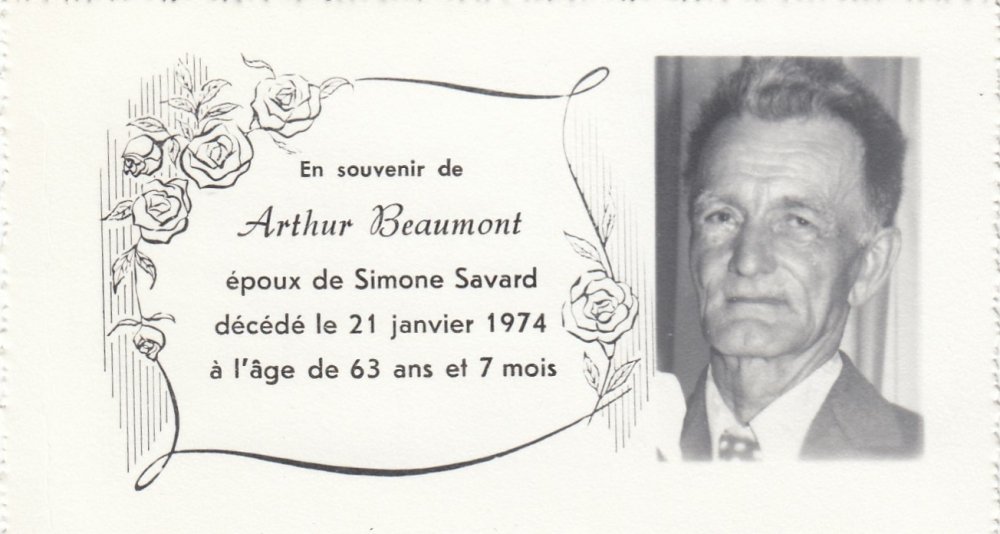 En souvenir de
Arthur Beaumont
époux de Simone Savard
décédé le 21 janvier 1974
à l'âge de 63 ans et 7 mois